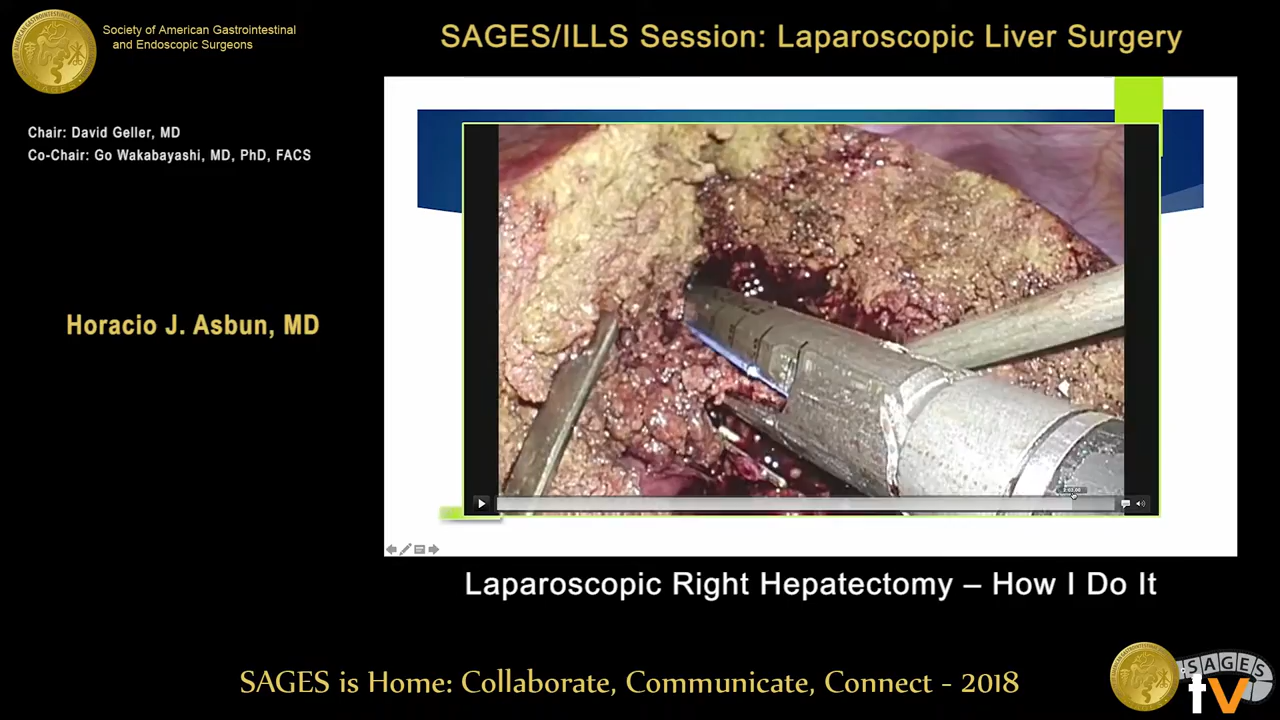 Society of American Gastrointestinal
and Endoscopic Surgeons
SAGES/ILLS Session: Laparoscopic Liver Surgery
Chair: David Geller, MD
Co-Chair: Go Wakabayashi, MD, PhD, FACS
Horacio J. Asbun, MD
Laparoscopic Right Hepatectomy – How I Do It
SAGES is Home: Collaborate, Communicate, Connect - 2018
SAGES
tv